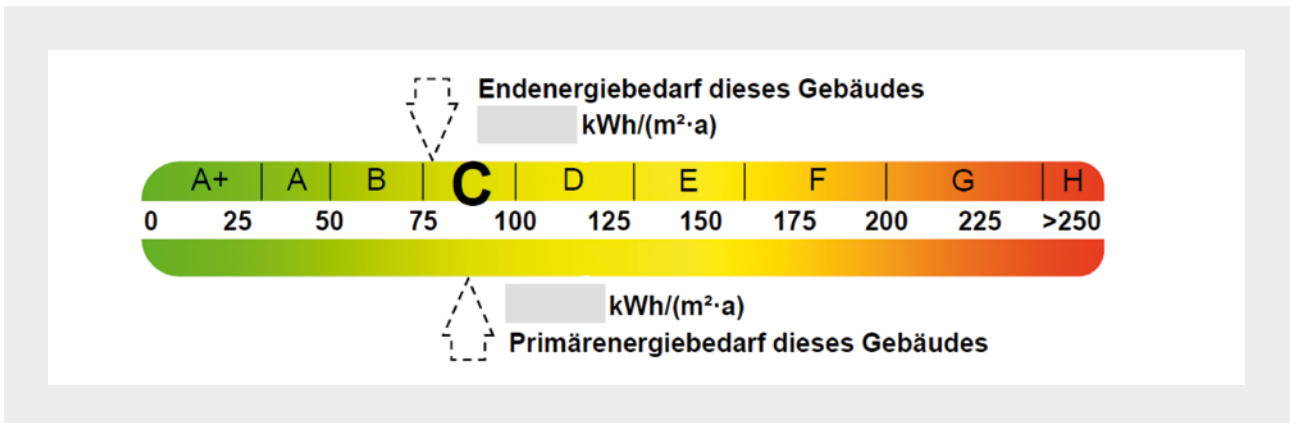 Endenergiebedarf dieses Gebäudes
kWh/(m²·a)
A+ A B C D E F G H
0 25 50 75 100 125 150 175 200 225 >250
kWh/(m²·a)
Primärenergiebedarf dieses Gebäudes